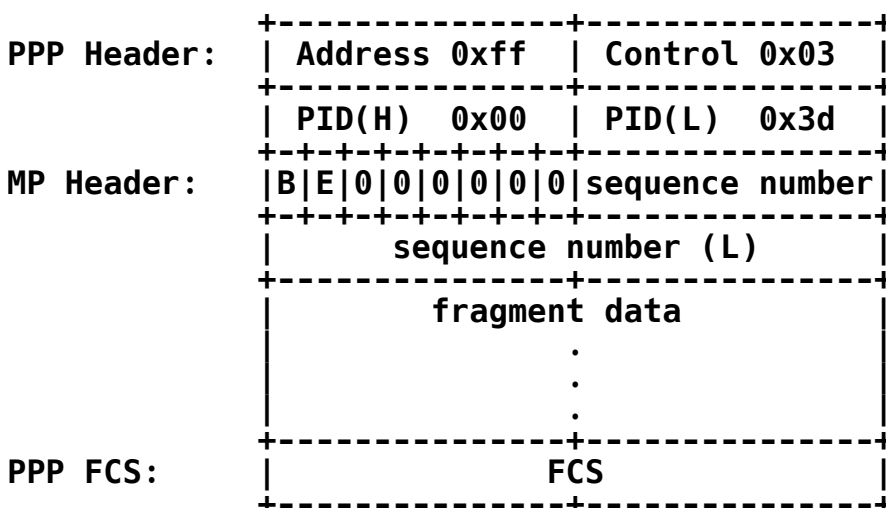 +---------------+---------------+
PPP Header:   | Address 0xff  | Control 0x03  |
              +---------------+---------------+
              | PID(H)  0x00  | PID(L)  0x3d  |
              +-+-+-+-+-+-+-+-+---------------+
MP Header:    |B|E|0|0|0|0|0|0|sequence number|
              +-+-+-+-+-+-+-+-+---------------+
              |      sequence number (L)      |
              +---------------+---------------+
              |        fragment data          |
              |               .               |
              |               .               |
              |               .               |
              +---------------+---------------+
PPP FCS:      |              FCS              |
              +---------------+---------------+